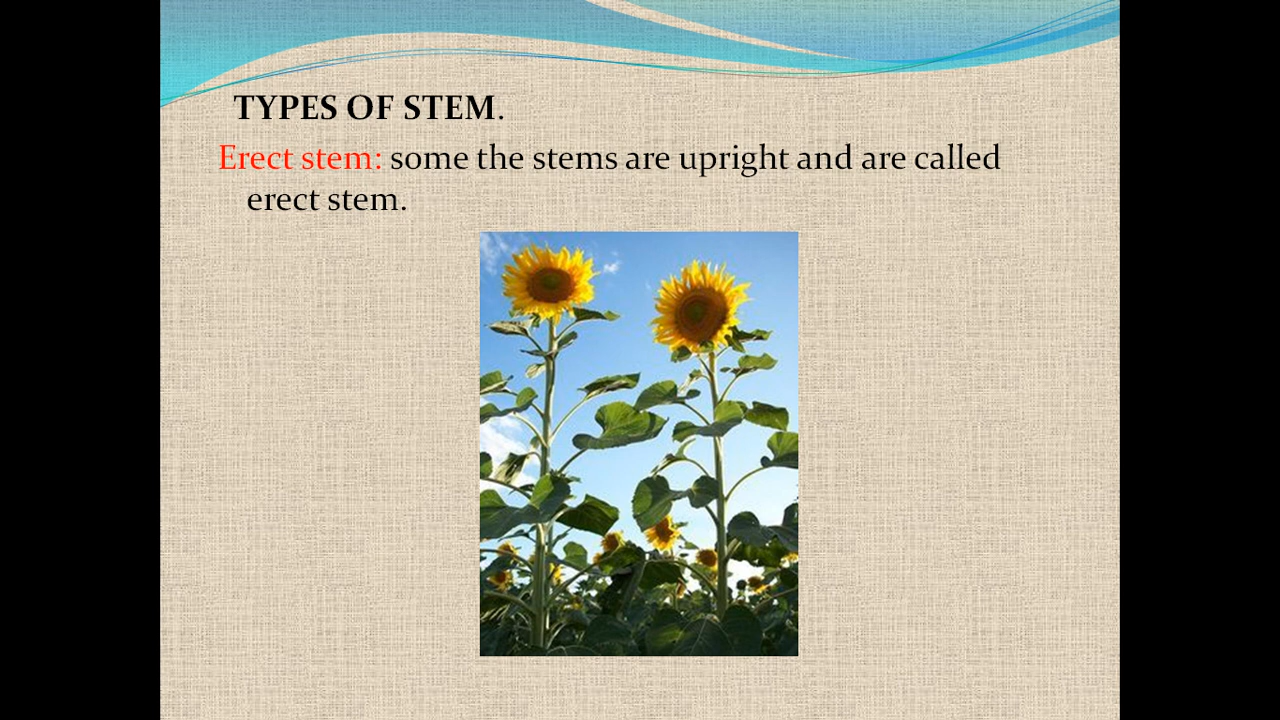 TYPES OF STEM.
Erect stem: some the stems are upright and are called
erect stem.